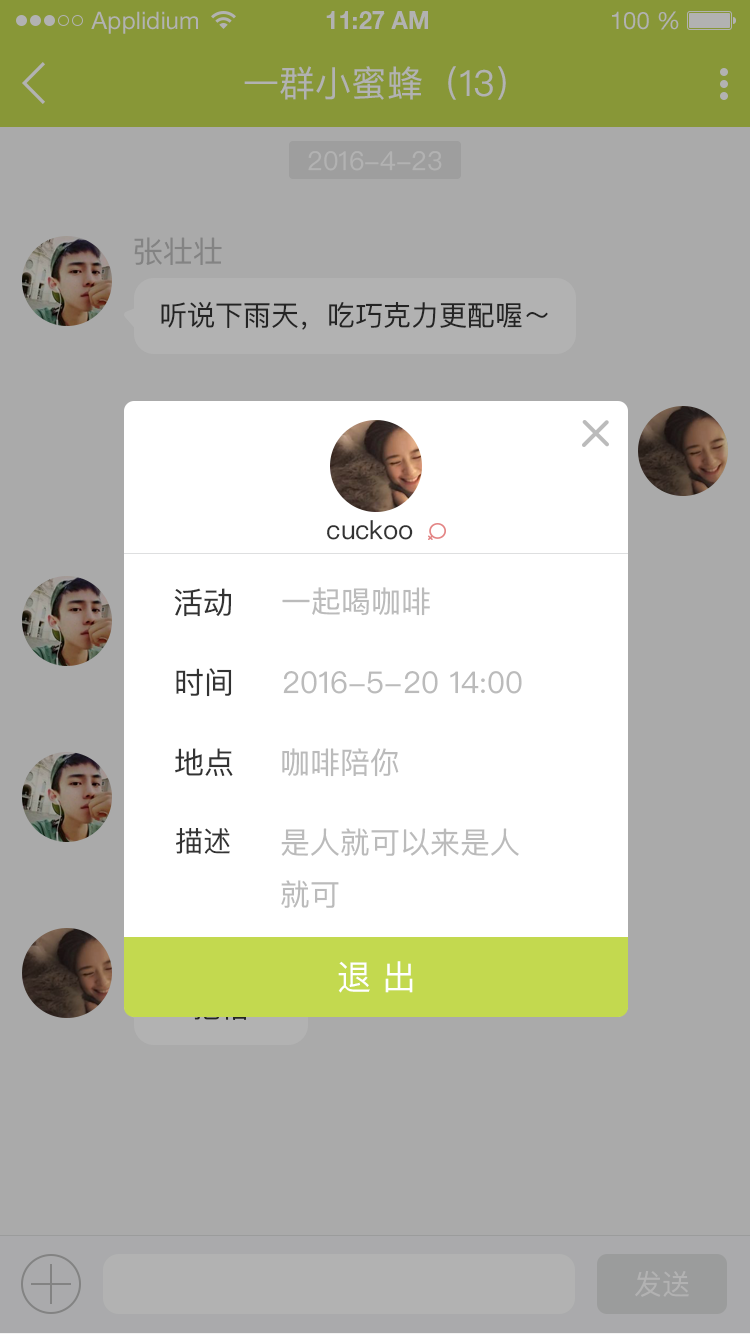 Applidium 11:27 AM 100 %
一群小蜜蜂（13）
2016-4-23
张壮壮
听说下雨天，吃巧克力更配喔～
cuckoo
活动 一起喝咖啡
时间 2016-5-20 14:00
地点 咖啡陪你
描述 是人就可以来是人
就可
退出
发送